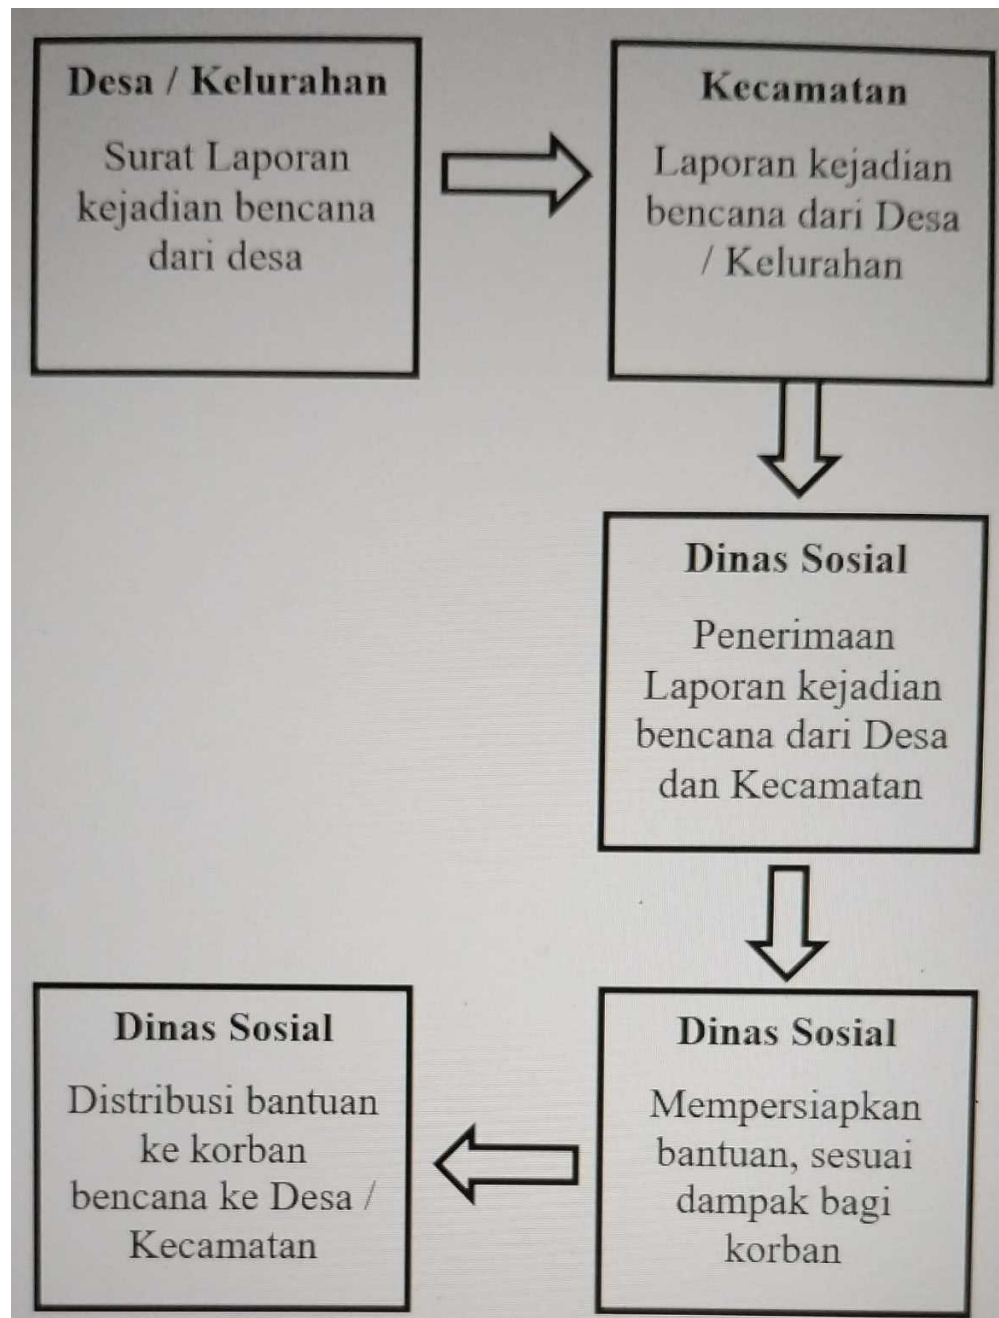 Desa / Kelurahan
Surat Laporan
kejadian bencana
dari desa
Kecamatan
Laporan kejadian
bencana dari Desa
/ Kelurahan
Dinas Sosial
Penerimaan
Laporan kejadian
bencana dari Desa
dan Kecamatan
Dinas Sosial
Mempersiapkan
bantuan, sesuai
dampak bagi
korban
Dinas Sosial
Distribusi bantuan
ke korban
bencana ke Desa /
Kecamatan